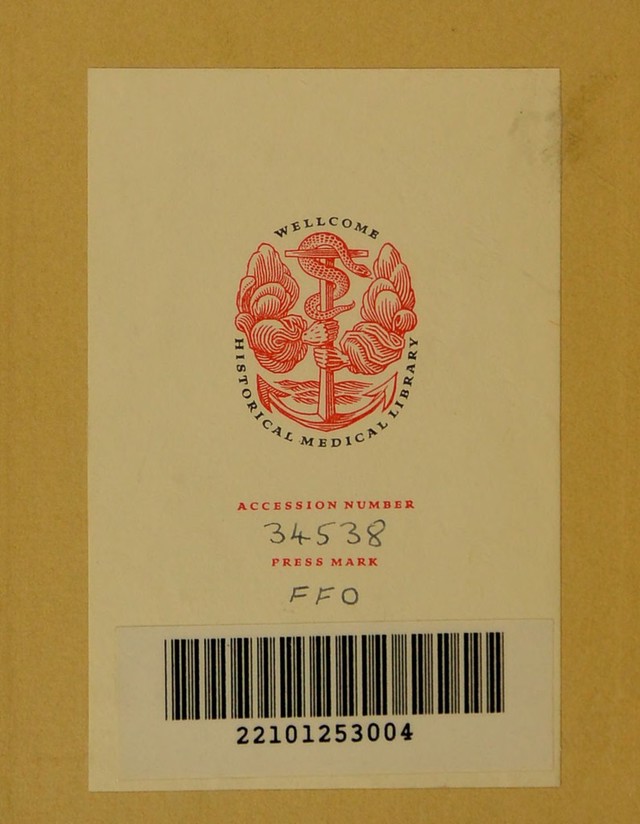 WELLCOME
HISTORICAL MEDICAL LIBRARY
ACCESSION NUMBER
34538
PRESS MARK
FFO
22101253004